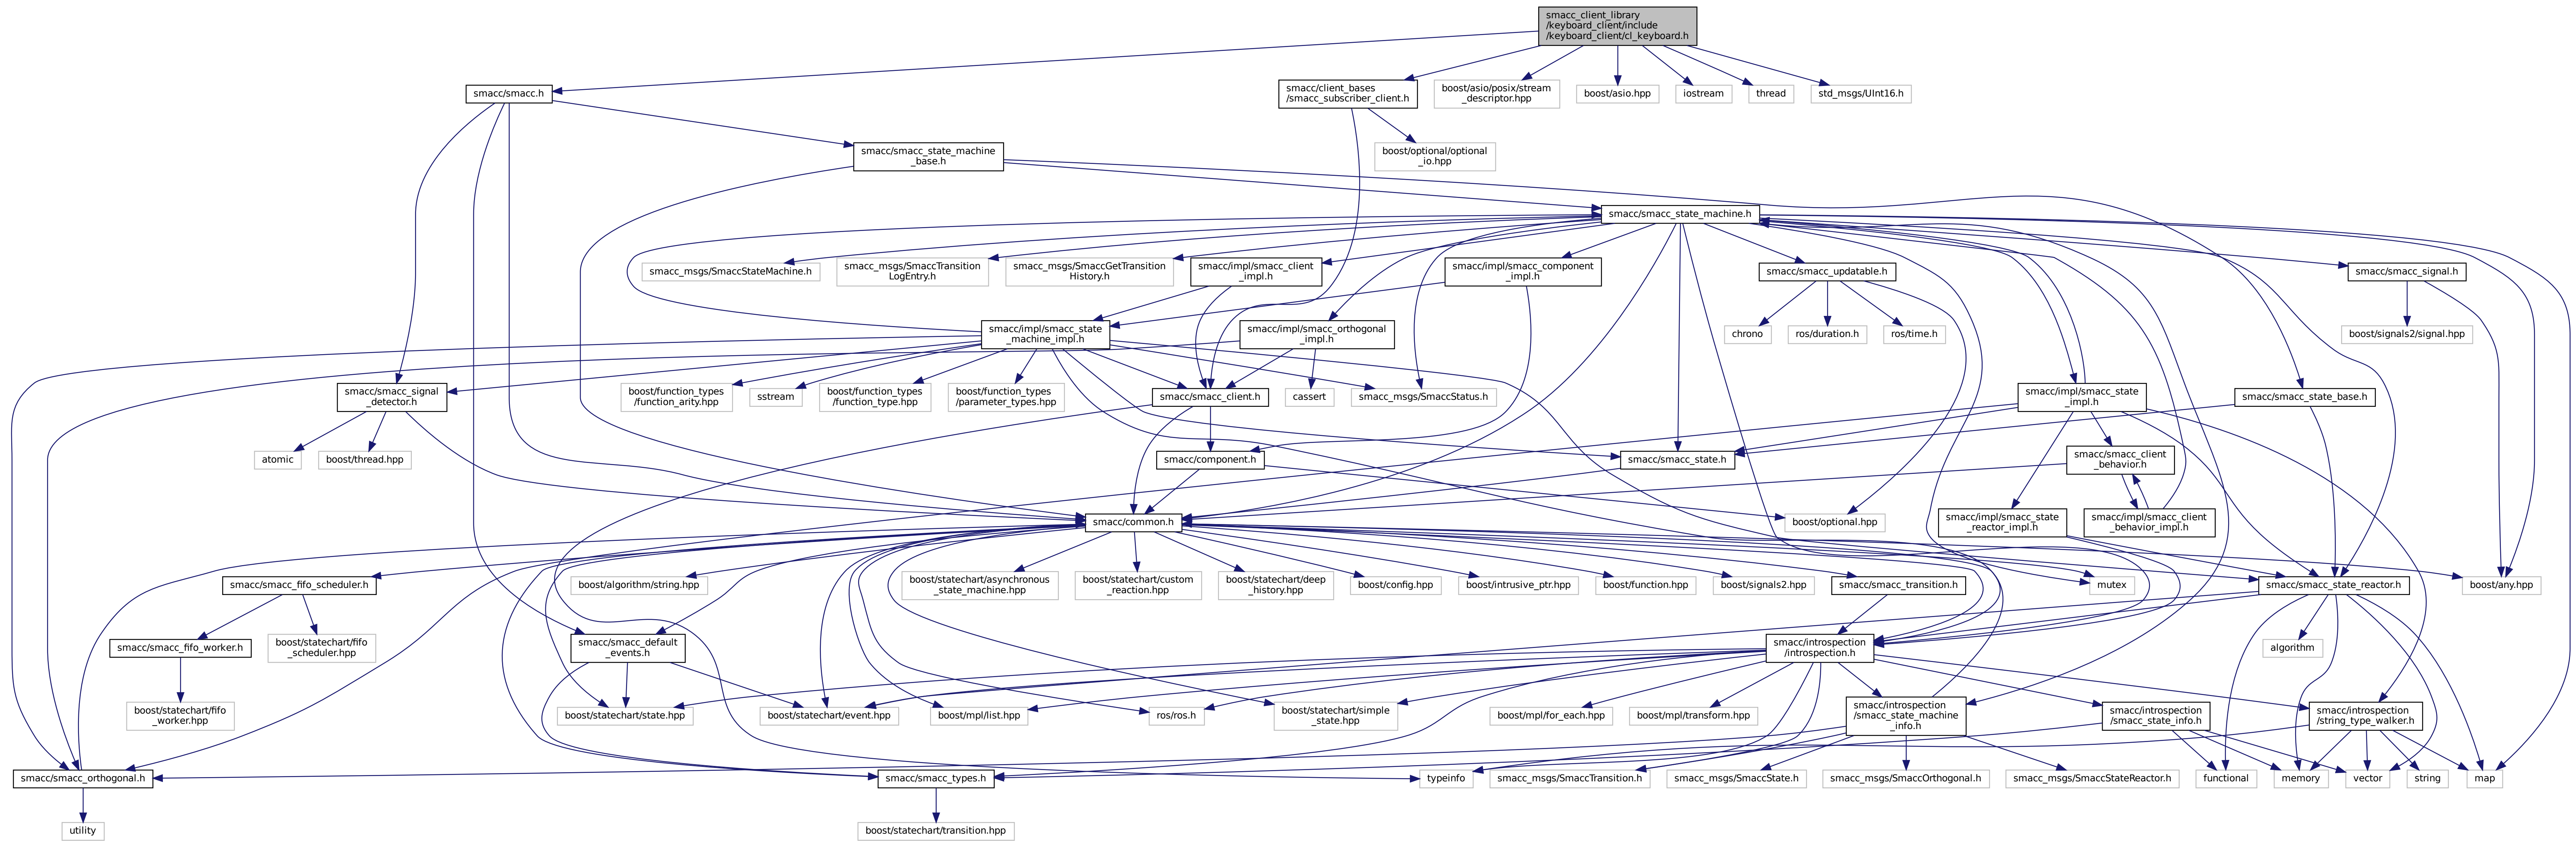 smacc_client_library
/keyboard_client/include
/keyboard_client/cl_keyboard.h
smacc/smacc.h
smacc/client_bases
/smacc_subscriber_client.h
boost/asio/posix/stream
_descriptor.hpp
boost/asio.hpp
iostream
thread
std_msgs/UInt16.h
smacc/smacc_state_machine
_base.h
boost/optional/optional
_io.hpp
smacc/smacc_state_machine.h
smacc_msgs/SmaccStateMachine.h
smacc_msgs/SmaccTransition
LogEntry.h
smacc_msgs/SmaccGetTransition
History.h
smacc/impl/smacc_client
_impl.h
smacc/impl/smacc_component
_impl.h
smacc/smacc_updatable.h
smacc/smacc_signal.h
smacc/impl/smacc_state
_machine_impl.h
smacc/impl/smacc_orthogonal
_impl.h
chrono
ros/duration.h
ros/time.h
boost/signals2/signal.hpp
smacc/smacc_signal
_detector.h
boost/function_types
/function_arity.hpp
sstream
boost/function_types
/function_type.hpp
boost/function_types
/parameter_types.hpp
smacc/smacc_client.h
cassert
smacc_msgs/SmaccStatus.h
smacc/impl/smacc_state
_impl.h
smacc/smacc_state_base.h
atomic
boost/thread.hpp
smacc/component.h
smacc/smacc_state.h
smacc/smacc_client
_behavior.h
smacc/common.h
boost/optional.hpp
smacc/impl/smacc_state
_reactor_impl.h
smacc/impl/smacc_client
_behavior_impl.h
smacc/smacc_fifo_scheduler.h
boost/algorithm/string.hpp
boost/statechart/asynchronous
_state_machine.hpp
boost/statechart/custom
_reaction.hpp
boost/statechart/deep
_history.hpp
boost/config.hpp
boost/intrusive_ptr.hpp
boost/function.hpp
boost/signals2.hpp
smacc/smacc_transition.h
mutex
smacc/smacc_state_reactor.h
boost/any.hpp
smacc/smacc_fifo_worker.h
boost/statechart/fifo
_scheduler.hpp
smacc/smacc_default
_events.h
smacc/introspection
/introspection.h
algorithm
boost/statechart/fifo
_worker.hpp
boost/statechart/state.hpp
boost/statechart/event.hpp
boost/mpl/list.hpp
ros/ros.h
boost/statechart/simple
_state.hpp
boost/mpl/for_each.hpp
boost/mpl/transform.hpp
smacc/introspection
/smacc_state_machine
_info.h
smacc/introspection
/smacc_state_info.h
smacc/introspection
/string_type_walker.h
smacc/smacc_orthogonal.h
smacc/smacc_types.h
typeinfo
smacc_msgs/SmaccTransition.h
smacc_msgs/SmaccState.h
smacc_msgs/SmaccOrthogonal.h
smacc_msgs/SmaccStateReactor.h
functional
memory
vector
string
map
utility
boost/statechart/transition.hpp